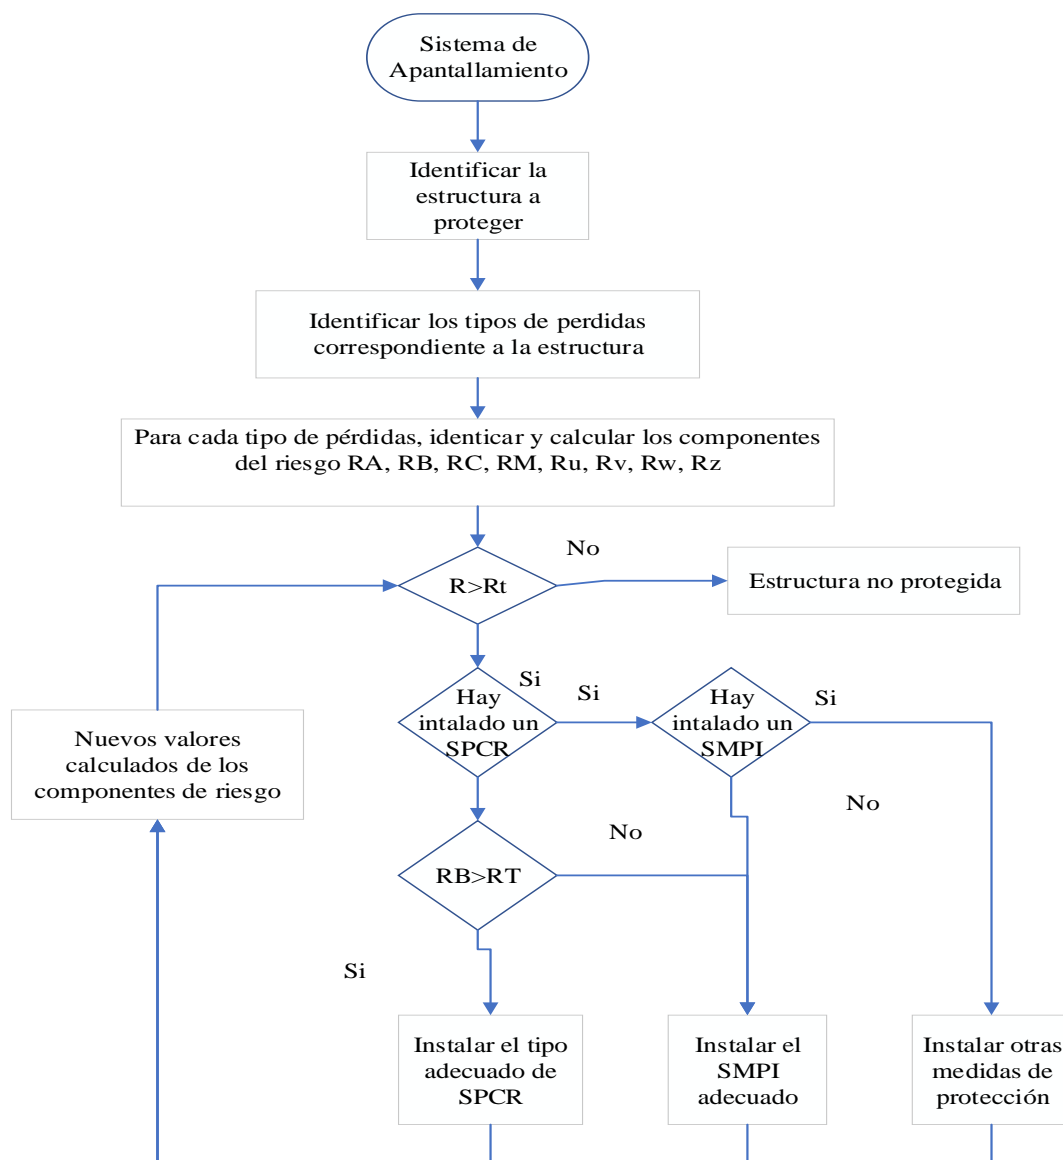 Sistema de
Apantallamiento
Identificar la
estructura a
proteger
Identificar los tipos de perdidas
correspondiente a la estructura
Para cada tipo de pérdidas, identicar y calcular los componentes
del riesgo RA, RB, RC, RM, Ru, Rv, Rw, Rz
No
R>Rt
Estructura no protegida
Si
Hay
intalado un
SPCR
Si
Hay
intalado un
SMPI
Si
Nuevos valores
calculados de los
componentes de riesgo
No
No
RB>RT
Si
Instalar el tipo
adecuado de
SPCR
Instalar el
SMPI
adecuado
Instalar otras
medidas de
protección